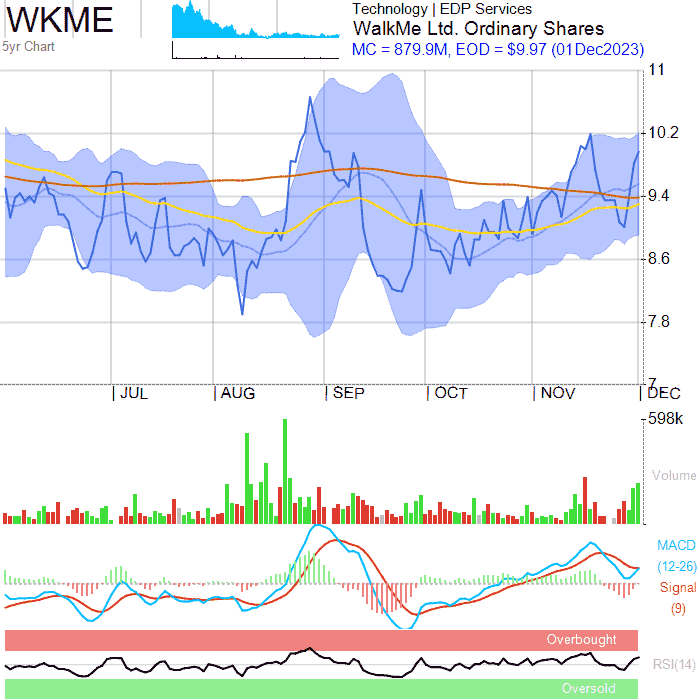 WKME
5yr Chart
Technology | EDP Services
WalkMe Ltd. Ordinary Shares
MC = 879.9M, EOD = $9.97 (01Dec2023)
11
10.2
9.4
8.6
7.8
7
JUL
AUG
SEP
OCT
NOV
DEC
598k
Volume
MACD
(12-26)
Signal
(9)
Overbought
RSI(14)
Oversold